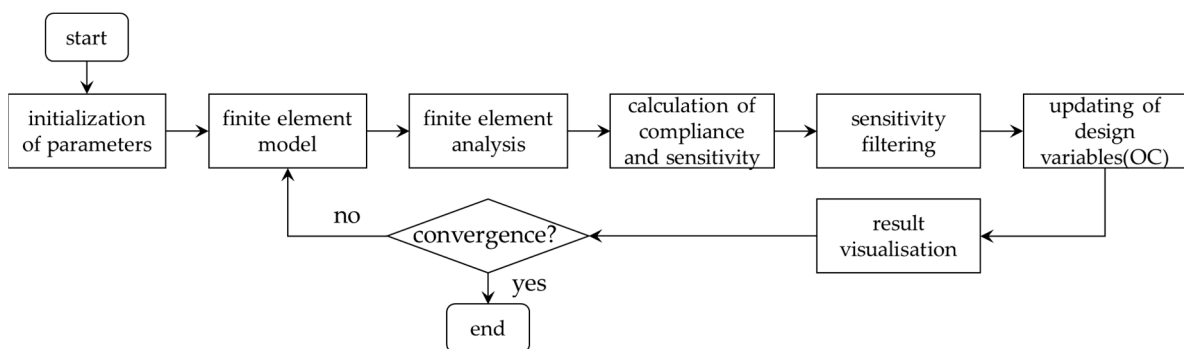 start
initialization
of parameters
finite element
model
finite element
analysis
calculation of
compliance
and sensitivity
sensitivity
filtering
updating of
design
variables(OC)
result
visualisation
convergence?
no
yes
end